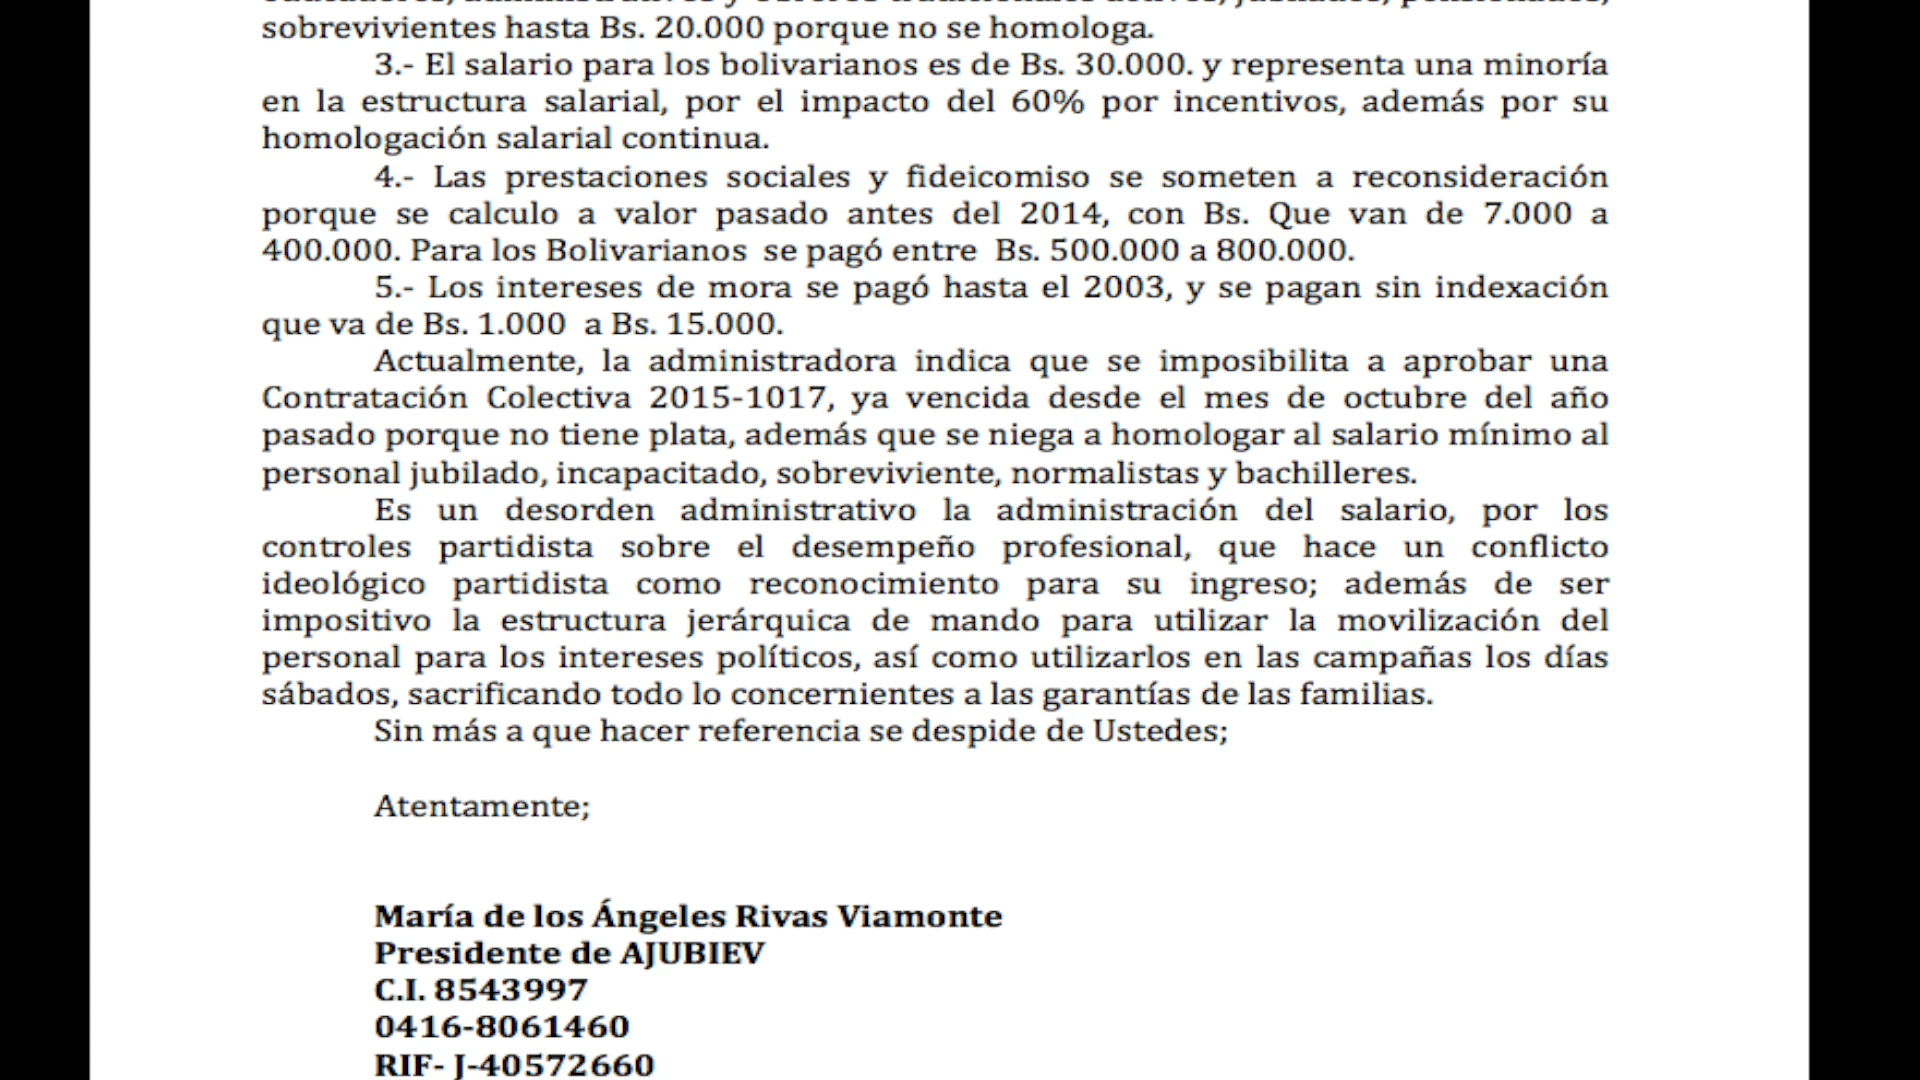 sobrevivientes hasta Bs. 20.000 porque no se homologa.
3.- El salario para los bolivarianos es de Bs. 30.000. y representa una minoría
en la estructura salarial, por el impacto del 60% por incentivos, además por su
homologación salarial continua.
4.- Las prestaciones sociales y fideicomiso se someten a reconsideración
porque se calculo a valor pasado antes del 2014, con Bs. Que van de 7.000 a
400.000. Para los Bolivarianos se pagó entre Bs. 500.000 a 800.000.
5.- Los intereses de mora se pagó hasta el 2003, y se pagan sin indexación
que va de Bs. 1.000 a Bs. 15.000.
Actualmente, la administradora indica que se imposibilita a aprobar una
Contratación Colectiva 2015-1017, ya vencida desde el mes de octubre del año
pasado porque no tiene plata, además que se niega a homologar al salario mínimo al
personal jubilado, incapacitado, sobreviviente, normalistas y bachilleres.
Es un desorden administrativo la administración del salario, por los
controles partidista sobre el desempeño profesional, que hace un conflicto
ideológico partidista como reconocimiento para su ingreso; además de ser
impositivo la estructura jerárquica de mando para utilizar la movilización del
personal para los intereses políticos, así como utilizarlos en las campañas los días
sábados, sacrificando todo lo concernientes a las garantías de las familias.
Sin más a que hacer referencia se despide de Ustedes;
Atentamente;
María de los Ángeles Rivas Viamonte
Presidente de AJUBIEV
C.I. 8543997
0416-8061460
RIF- J-40572660